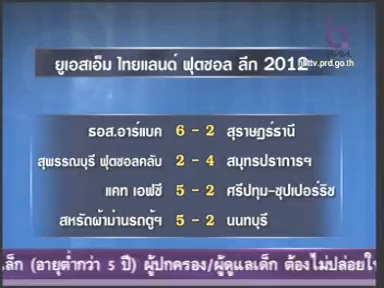 ยูเอสเอ็ม ไทยแลนด์ ฟุตซอล ลีก 2012
nbttv.prd.go.th
ธอส.อาร์แบค 6 - 2 สุราษฎร์ธานี
สุพรรณบุรี ฟุตซอลคลับ 2 - 4 สมุทรปราการฯ
แคท เอฟซี 5 - 2 ศรีปทุม-ซุปเปอร์ริช
สหรัดผ้าม่านรถตู้ฯ 5 - 2 นนทบุรี
เล็ก (อายุต่ำกว่า 5 ปี) ผู้ปกครอง/ผู้ดูแลเด็ก ต้องไม่ปล่อยใ